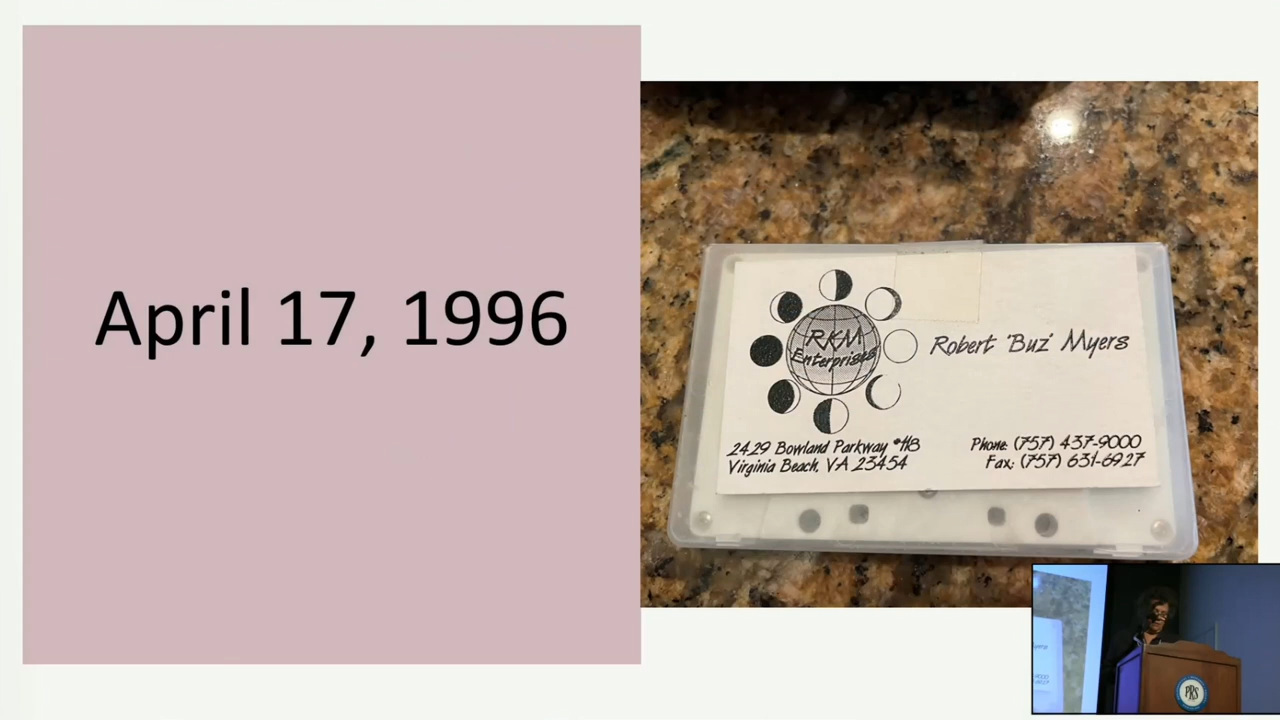 April 17, 1996
RKM
Enterprises
Robert 'Buz' Myers
2429 Bowland Parkway #118
Virginia Beach, VA 23454
Phone: (757) 437-9000
Fax: (757) 631-6927
PRS